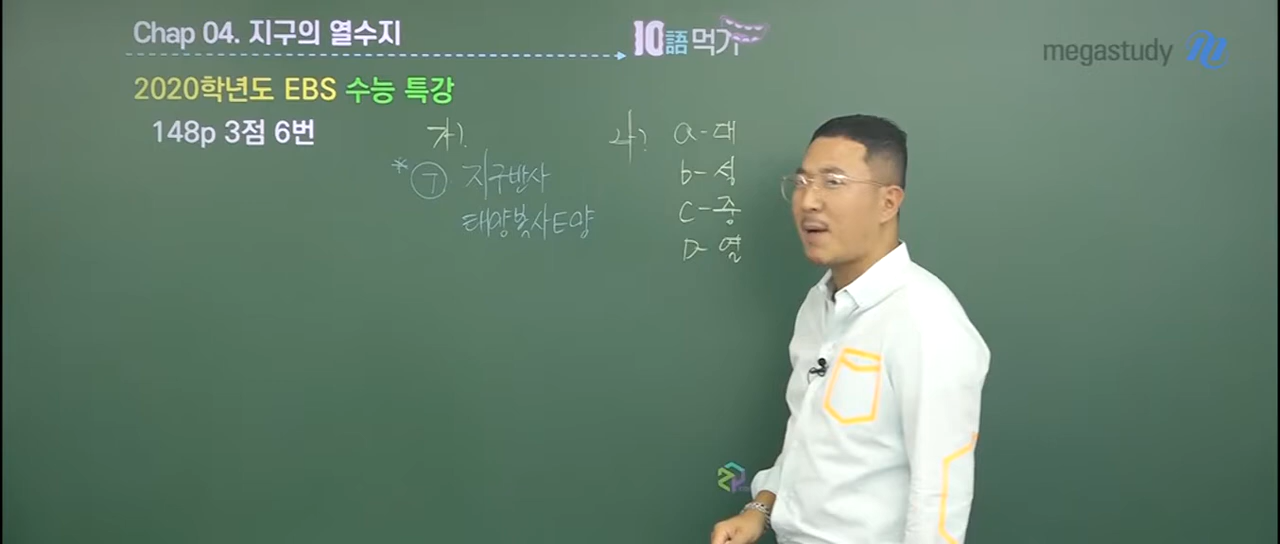 Chap 04. 지구의 열수지
10語먹기
megastudy
2020학년도 EBS 수능 특강
148p 3점 6번
가?
* ㉠ 지구반사
태양복사E양
나?
a-대
b-식
c-중
D-열